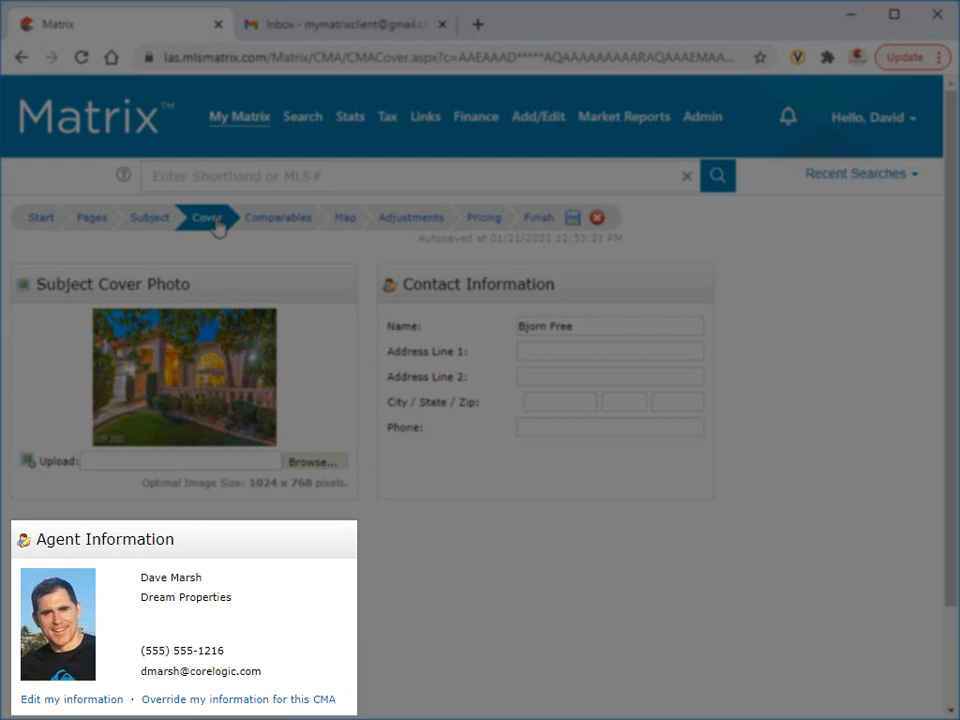 Matrix
Inbox - mymatrixclient@gmail.c
las.mlsmatrix.com/Matrix/CMA/CMACover.aspx?c=AAEAAAD*****AQAAAAAAAAARAQAAAEMAA...
Update
Matrix™
My Matrix Search Stats Tax Links Finance Add/Edit Market Reports Admin
Hello, David
Enter Shorthand or MLS#
Recent Searches
Start Pages Subject Cover Comparables Map Adjustments Pricing Finish
Autosaved at 01/21/2021 12:33:21 PM
Subject Cover Photo
Upload:
Browse...
Optimal Image Size: 1024 x 768 pixels.
Contact Information
Name: Bjorn Free
Address Line 1:
Address Line 2:
City / State / Zip:
Phone:
Agent Information
Dave Marsh
Dream Properties
(555) 555-1216
dmarsh@corelogic.com
Edit my information · Override my information for this CMA